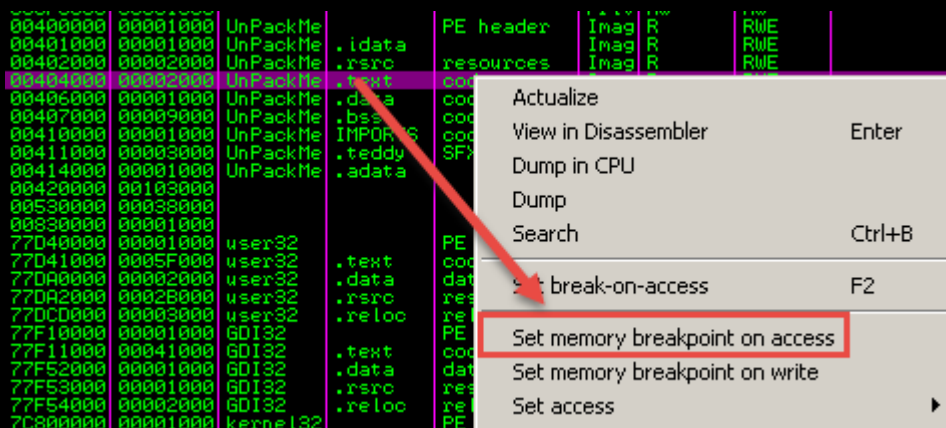 00400000 00001000 UnPackMe PE header Imag R RWE
00401000 00001000 UnPackMe .idata Imag R RWE
00402000 00002000 UnPackMe .rsrc resources Imag R RWE
00404000 00002000 UnPackMe .text
00406000 00001000 UnPackMe .data
00407000 00009000 UnPackMe .bss
00410000 00001000 UnPackMe IMPORTS
00411000 00003000 UnPackMe .teddy SFX
00414000 00001000 UnPackMe .adata
00420000 00103000
00530000 00038000
00830000 00001000
77D40000 00001000 user32 PE
77D41000 0005F000 user32 .text
77DA0000 00002000 user32 .data
77DA2000 0002B000 user32 .rsrc
77DCD000 00003000 user32 .reloc
77F10000 00001000 GDI32 PE
77F11000 00041000 GDI32 .text
77F52000 00001000 GDI32 .data
77F53000 00001000 GDI32 .rsrc
77F54000 00002000 GDI32 .reloc
7C800000 00001000 kernel32 PE
Actualize
View in Disassembler Enter
Dump in CPU
Dump
Search Ctrl+B
Set break-on-access F2
Set memory breakpoint on access
Set memory breakpoint on write
Set access